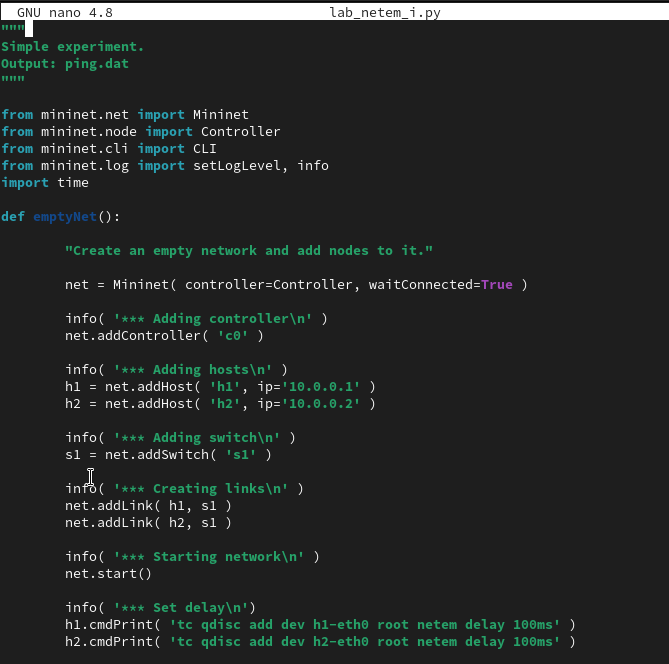 GNU nano 4.8 lab_netem_i.py
"""
Simple experiment.
Output: ping.dat
"""
from mininet.net import Mininet
from mininet.node import Controller
from mininet.cli import CLI
from mininet.log import setLogLevel, info
import time
def emptyNet():
"Create an empty network and add nodes to it."
net = Mininet( controller=Controller, waitConnected=True )
info( '*** Adding controller\n' )
net.addController( 'c0' )
info( '*** Adding hosts\n' )
h1 = net.addHost( 'h1', ip='10.0.0.1' )
h2 = net.addHost( 'h2', ip='10.0.0.2' )
info( '*** Adding switch\n' )
s1 = net.addSwitch( 's1' )
info( '*** Creating links\n' )
net.addLink( h1, s1 )
net.addLink( h2, s1 )
info( '*** Starting network\n' )
net.start()
info( '*** Set delay\n')
h1.cmdPrint( 'tc qdisc add dev h1-eth0 root netem delay 100ms' )
h2.cmdPrint( 'tc qdisc add dev h2-eth0 root netem delay 100ms' )